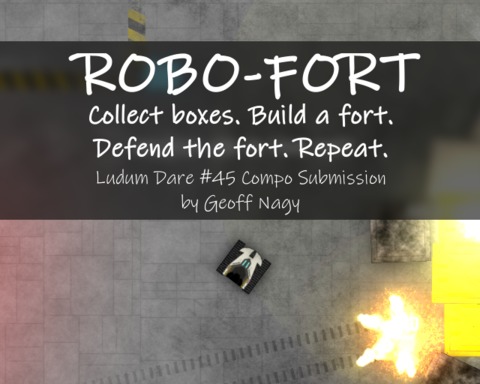 ROBO-FORT
Collect boxes. Build a fort.
Defend the fort. Repeat.
Ludum Dare #45 Compo Submission
by Geoff Nagy